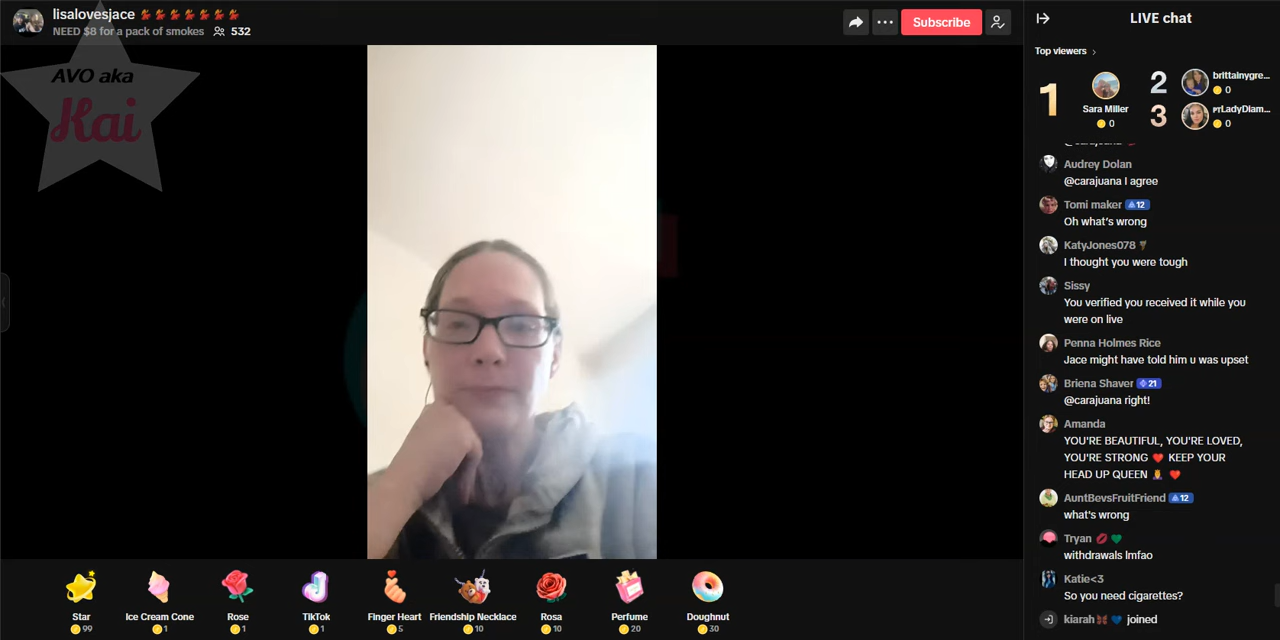 lisalovesjace 💃💃💃💃💃💃💃
NEED $8 for a pack of smokes 532
AVO aka
Kai
Subscribe
LIVE chat
Top viewers
1
Sara Miller
0
2
brittainygre...
0
3
PTLadyDiam...
0
Audrey Dolan
@carajuana I agree
Tomi maker 12
Oh what's wrong
KatyJones078
I thought you were tough
Sissy
You verified you received it while you
were on live
Penna Holmes Rice
Jace might have told him u was upset
Briena Shaver 21
@carajuana right!
Amanda
YOU'RE BEAUTIFUL, YOU'RE LOVED,
YOU'RE STRONG ❤️ KEEP YOUR
HEAD UP QUEEN 👸 ❤️
AuntBevsFruitFriend 12
what's wrong
Tryan 💋 💚
withdrawals lmfao
Katie<3
So you need cigarettes?
kiarah 🦋 💙 joined
Star
99
Ice Cream Cone
1
Rose
1
TikTok
1
Finger Heart
5
Friendship Necklace
10
Rosa
10
Perfume
20
Doughnut
30